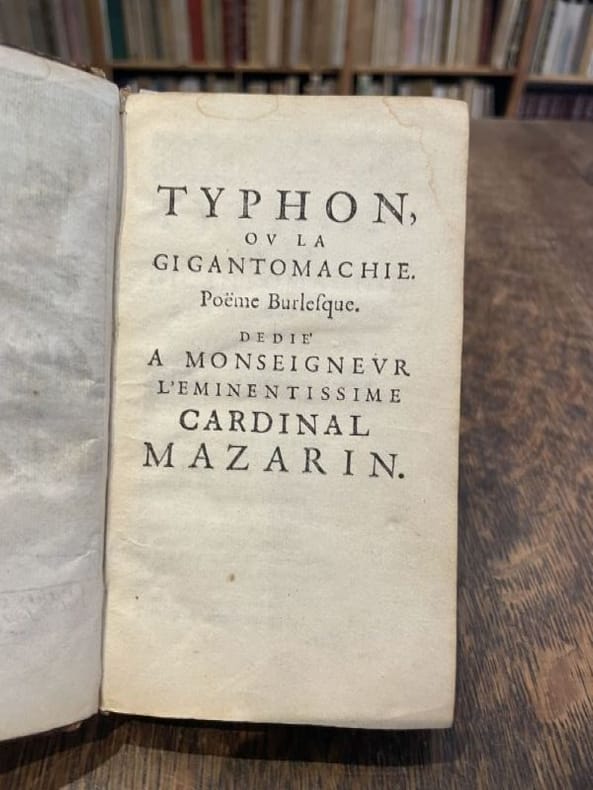 TYPHON,
OV LA
GIGANTOMACHIE.
Poëme Burleſque.
DEDIE'
A MONSEIGNEVR
L'EMINENTISSIME
CARDINAL
MAZARIN.